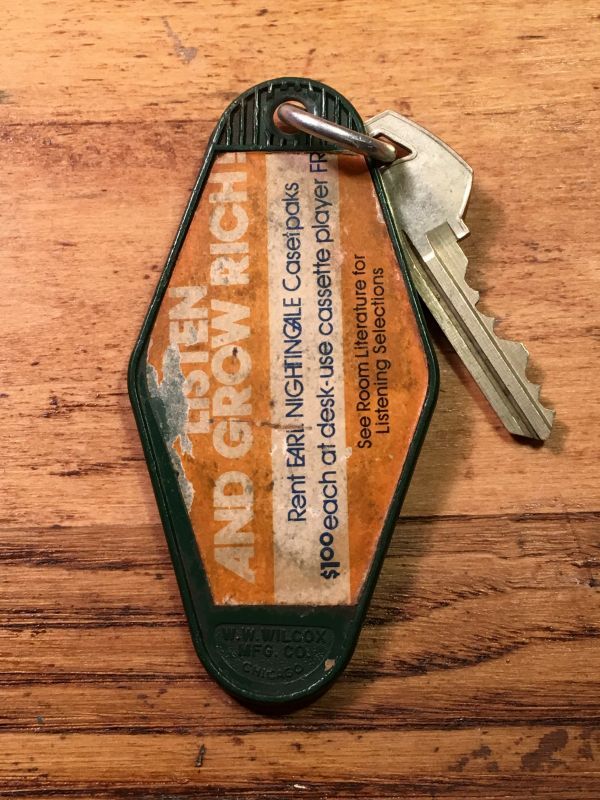 LISTEN
AND GROW RICH!
Rent EARL NIGHTINGALE Casetpaks
$1.00 each at desk-use cassette player FR
See Room Literature for
Listening Selections
W.W. WILCOX
MFG. CO.
CHICAGO